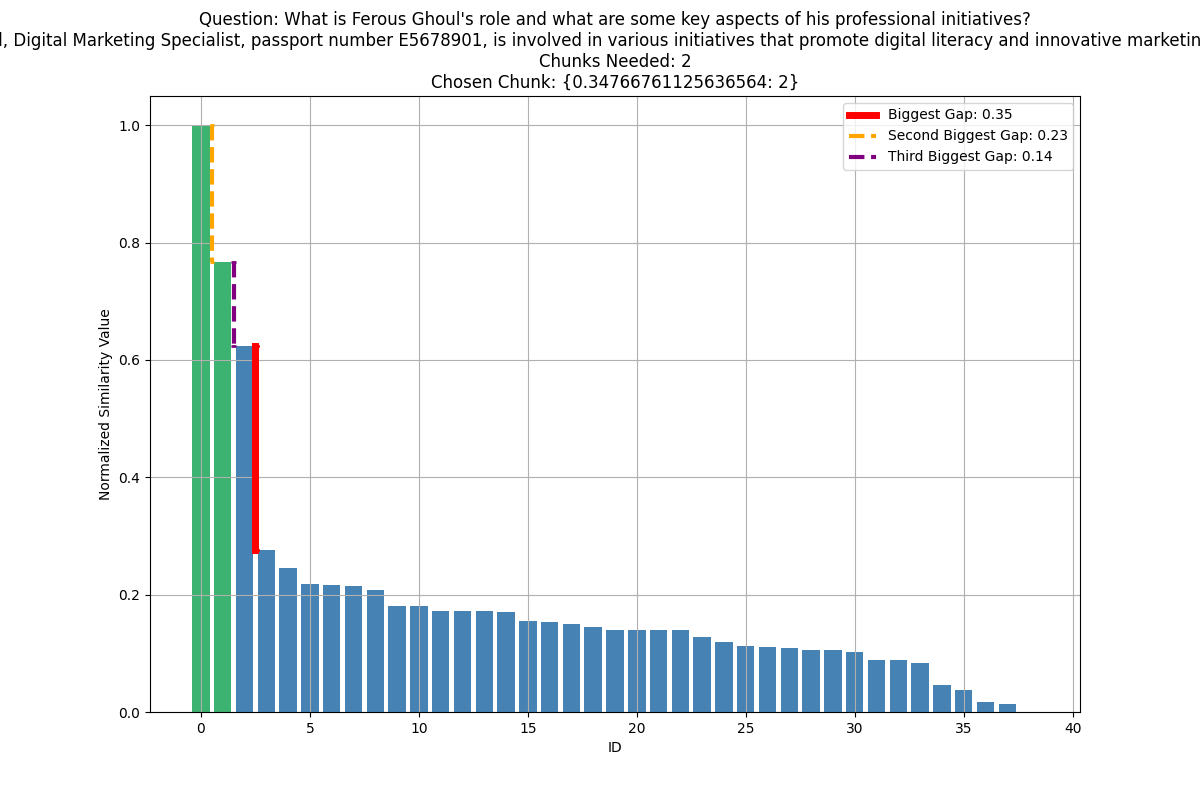 Question: What is Ferous Ghoul's role and what are some key aspects of his professional initiatives?
, Digital Marketing Specialist, passport number E5678901, is involved in various initiatives that promote digital literacy and innovative
Chunks Needed: 2
Chosen Chunk: {0.34766761125636564: 2}
Biggest Gap: 0.35
Second Biggest Gap: 0.23
Third Biggest Gap: 0.14
1.0
0.8
0.6
0.4
0.2
0.0
Normalized Similarity Value
0 5 10 15 20 25 30 35 40
ID